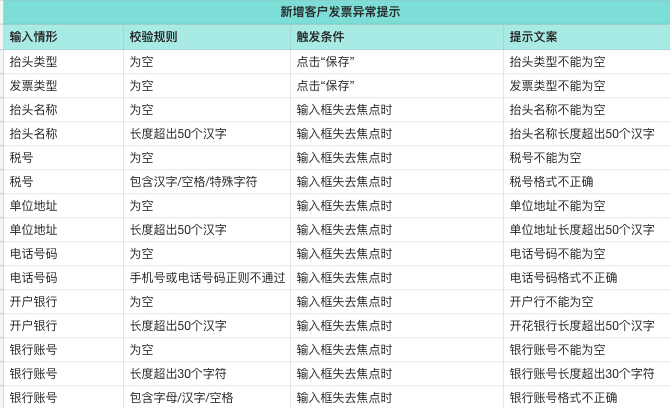 新增客户发票异常提示
输入情形 校验规则 触发条件 提示文案
抬头类型 为空 点击“保存” 抬头类型不能为空
发票类型 为空 点击“保存” 发票类型不能为空
抬头名称 为空 输入框失去焦点时 抬头名称不能为空
抬头名称 长度超出50个汉字 输入框失去焦点时 抬头名称长度超出50个汉字
税号 为空 输入框失去焦点时 税号不能为空
税号 包含汉字/空格/特殊字符 输入框失去焦点时 税号格式不正确
单位地址 为空 输入框失去焦点时 单位地址不能为空
单位地址 长度超出50个汉字 输入框失去焦点时 单位地址长度超出50个汉字
电话号码 为空 输入框失去焦点时 电话号码不能为空
电话号码 手机号或电话号码正则不通过 输入框失去焦点时 电话号码格式不正确
开户银行 为空 输入框失去焦点时 开户行不能为空
开户银行 长度超出50个汉字 输入框失去焦点时 开花银行长度超出50个汉字
银行账号 为空 输入框失去焦点时 银行账号不能为空
银行账号 长度超出30个字符 输入框失去焦点时 银行账号长度超出30个字符
银行账号 包含字母/汉字/空格 输入框失去焦点时 银行账号格式不正确